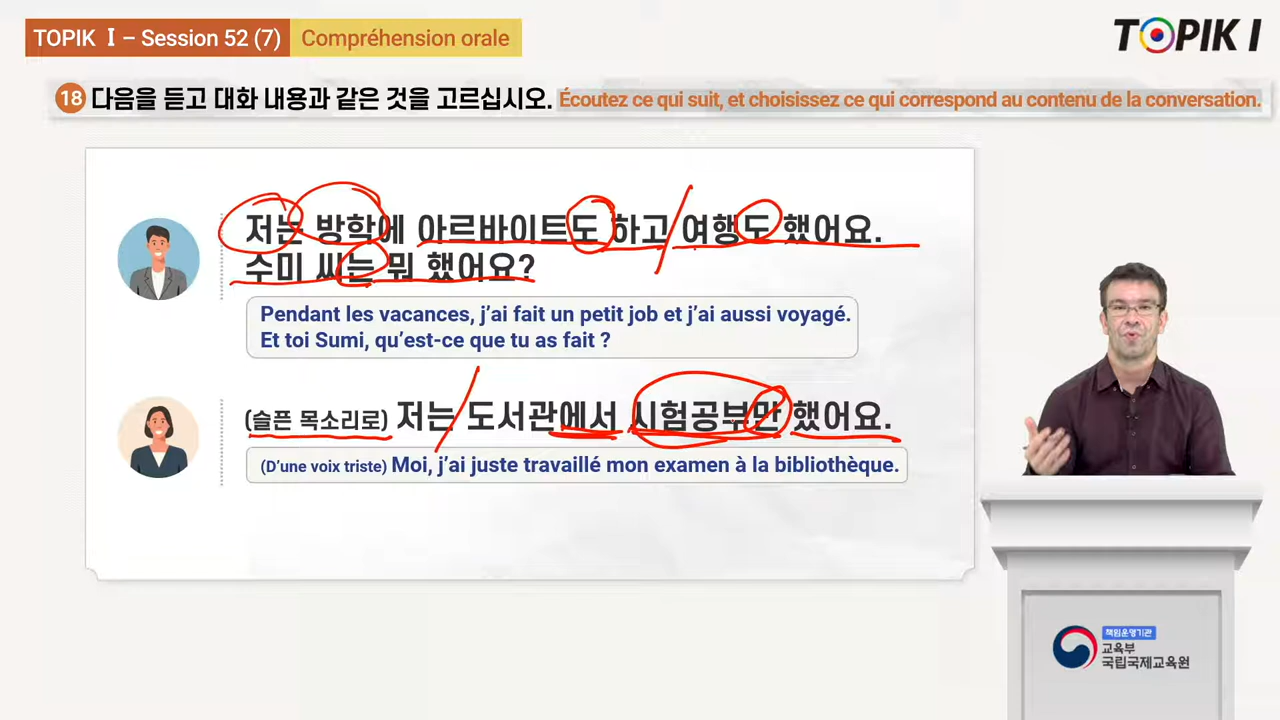 TOPIK I – Session 52 (7) Compréhension orale
TOPIK I
18 다음을 듣고 대화 내용과 같은 것을 고르십시오. Écoutez ce qui suit, et choisissez ce qui correspond au contenu de la conversation.
저는 방학에 아르바이트도 하고 여행도 했어요.
수미 씨는 뭐 했어요?
Pendant les vacances, j’ai fait un petit job et j’ai aussi voyagé.
Et toi Sumi, qu’est-ce que tu as fait ?
(슬픈 목소리로) 저는 도서관에서 시험공부만 했어요.
(D’une voix triste) Moi, j’ai juste travaillé mon examen à la bibliothèque.
책임운영기관
교육부
국립국제교육원